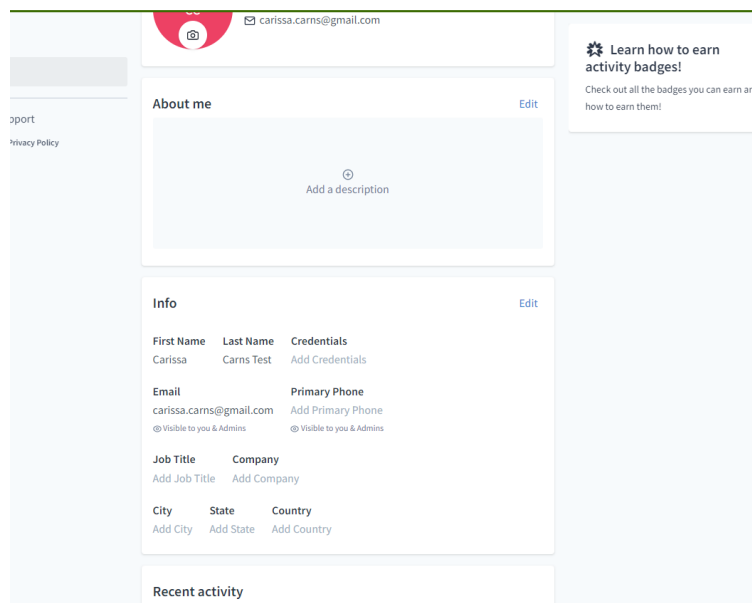 carissa.carns@gmail.com
Learn how to earn
activity badges!
Check out all the badges you can earn
how to earn them!
pport
Privacy Policy
About me Edit
Add a description
Info Edit
First Name Last Name Credentials
Carissa Carns Test Add Credentials
Email Primary Phone
carissa.carns@gmail.com Add Primary Phone
Visible to you & Admins Visible to you & Admins
Job Title Company
Add Job Title Add Company
City State Country
Add City Add State Add Country
Recent activity